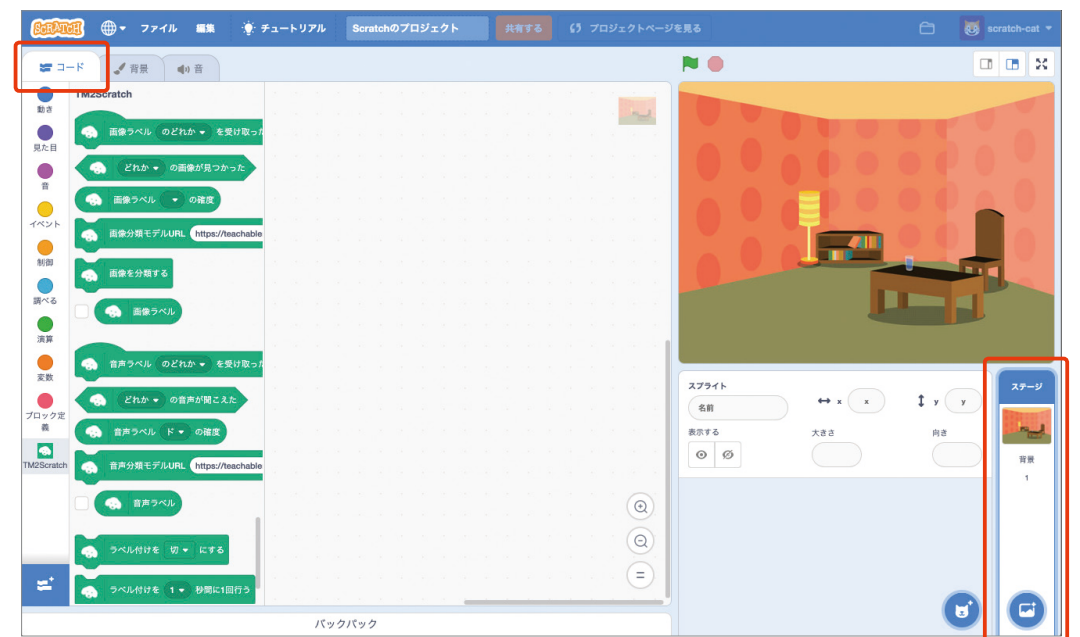 SCRATCH
ファイル
編集
チュートリアル
Scratchのプロジェクト
共有する
プロジェクトページを見る
scratch-cat
コード
背景
音
動き
見た目
音
イベント
制御
調べる
演算
変数
ブロック定義
TM2Scratch
TM2Scratch
画像ラベル のどれか を受け取った
どれか の画像が見つかった
画像ラベル の確度
画像分類モデルURL https://teachable
画像を分類する
画像ラベル
音声ラベル のどれか を受け取った
どれか の音声が聞こえた
音声ラベル ド の確度
音声分類モデルURL https://teachable
音声ラベル
ラベル付けを 切 にする
ラベル付けを 1 秒間に1回行う
バックパック
スプライト
名前
x x
y y
表示する
大きさ
向き
ステージ
背景
1